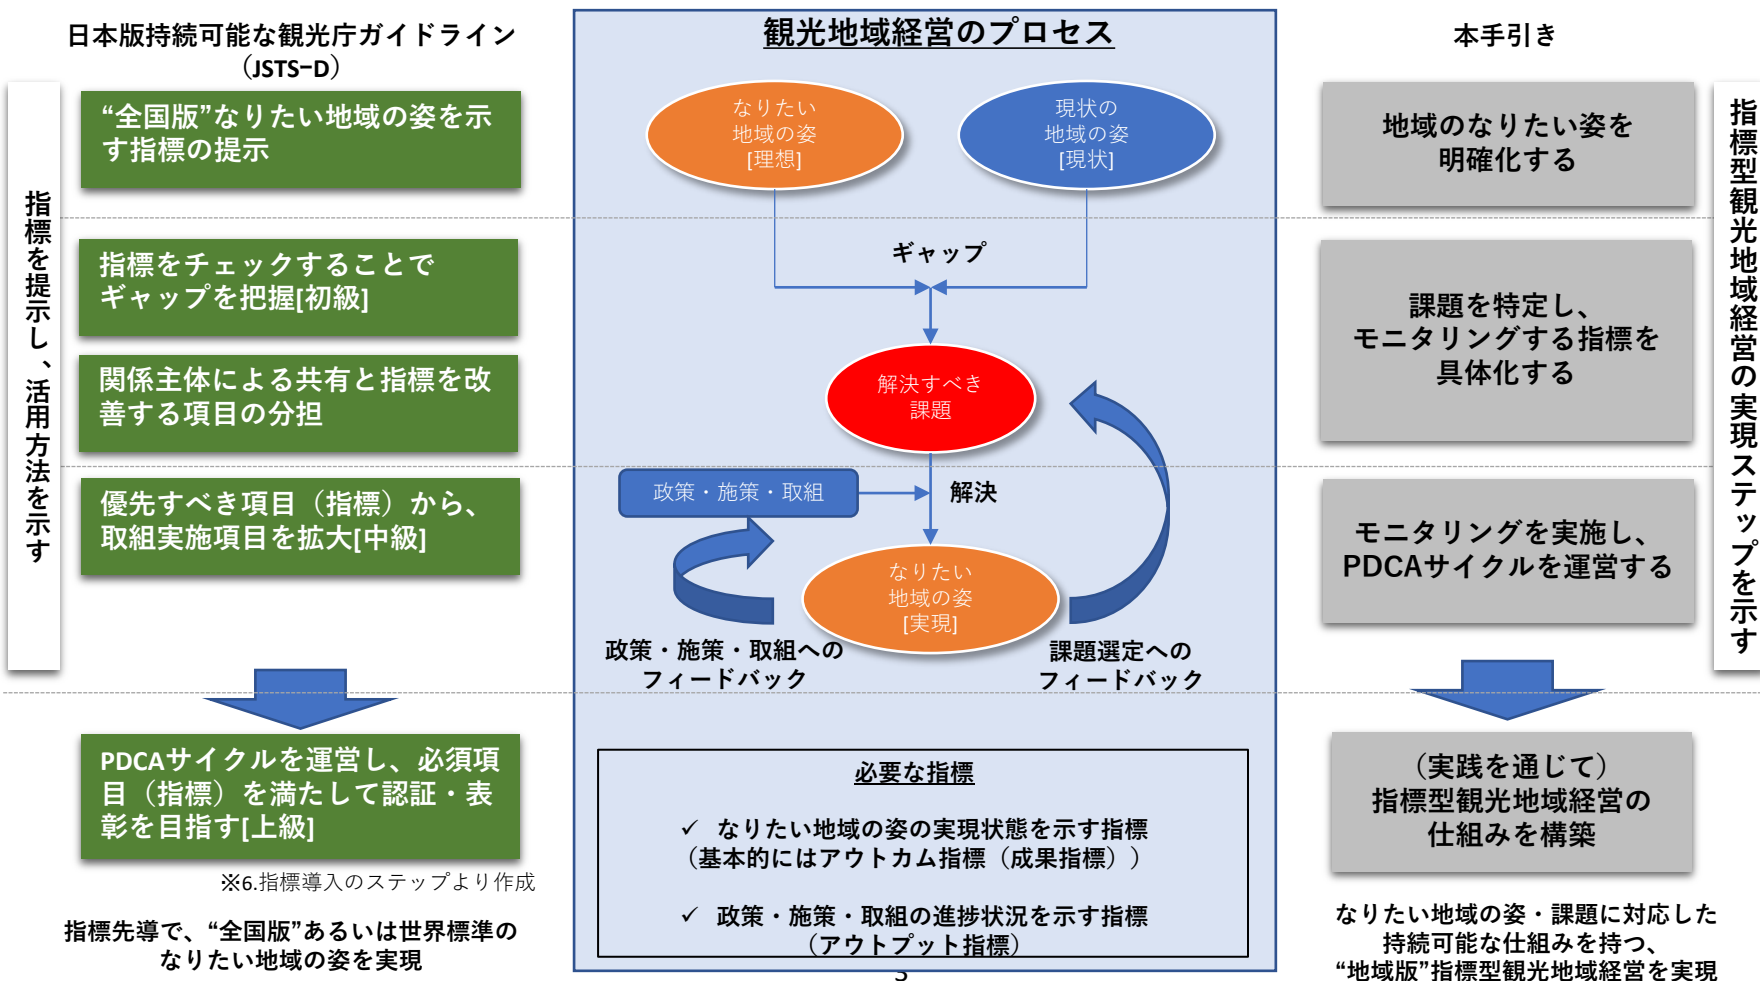 日本版持続可能な観光庁ガイドライン
（JSTS-D）
指標を提示し、活用方法を示す
“全国版”なりたい地域の姿を示
す指標の提示
指標をチェックすることで
ギャップを把握[初級]
関係主体による共有と指標を改
善する項目の分担
優先すべき項目（指標）から、
取組実施項目を拡大[中級]
PDCAサイクルを運営し、必須項
目（指標）を満たして認証・表
彰を目指す[上級]
※6.指標導入のステップより作成
指標先導で、“全国版”あるいは世界標準の
なりたい地域の姿を実現
観光地域経営のプロセス
なりたい
地域の姿
[理想]
現状の
地域の姿
[現状]
ギャップ
解決すべき
課題
政策・施策・取組
解決
なりたい
地域の姿
[実現]
政策・施策・取組への
フィードバック
課題選定への
フィードバック
必要な指標
✓ なりたい地域の姿の実現状態を示す指標
（基本的にはアウトカム指標（成果指標））
✓ 政策・施策・取組の進捗状況を示す指標
（アウトプット指標）
3
本手引き
地域のなりたい姿を
明確化する
課題を特定し、
モニタリングする指標を
具体化する
モニタリングを実施し、
PDCAサイクルを運営する
（実践を通じて）
指標型観光地域経営の
仕組みを構築
なりたい地域の姿・課題に対応した
持続可能な仕組みを持つ、
“地域版”指標型観光地域経営を実現
指標型観光地域経営の実現ステップを示す